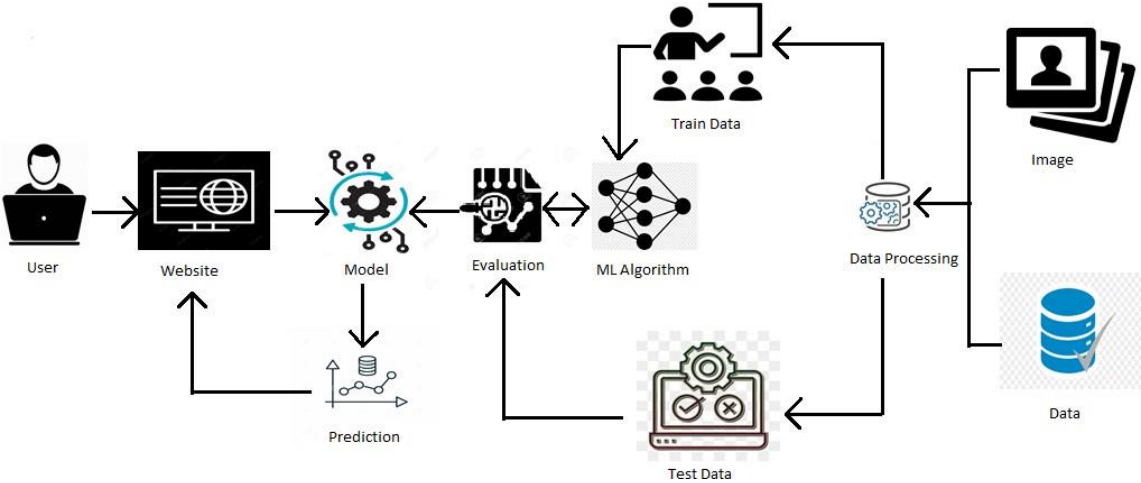 Train Data
Image
User
Website
Model
Evaluation
ML Algorithm
Data Processing
Prediction
Data
Test Data